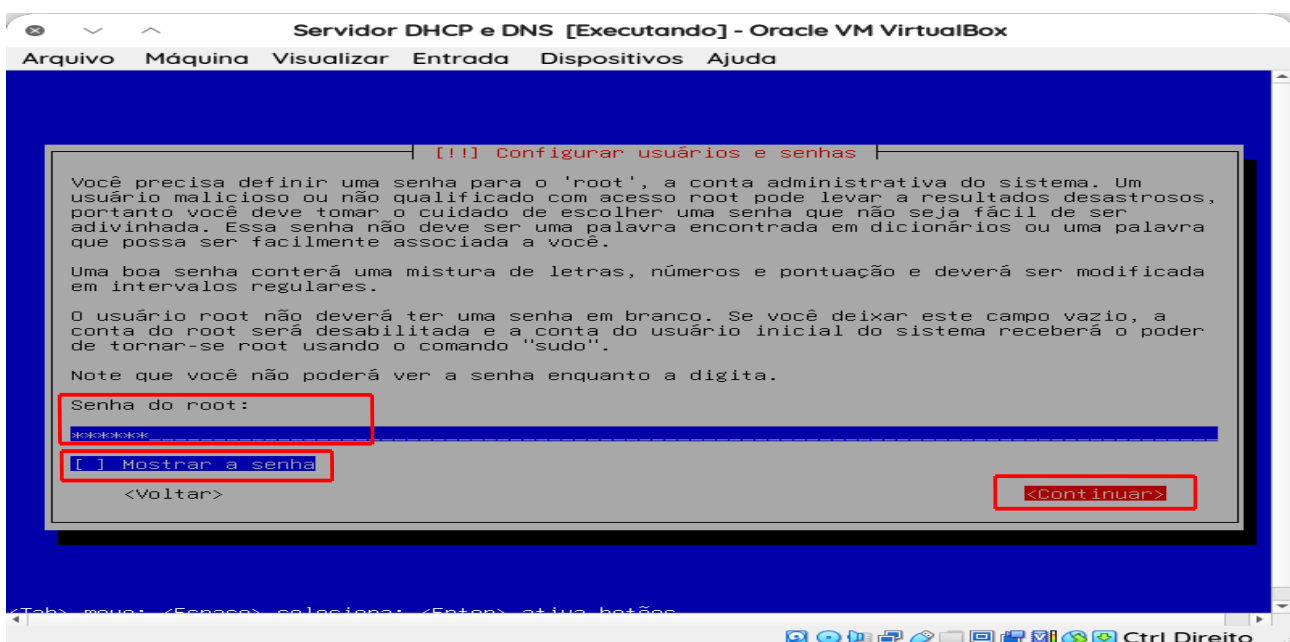 Servidor DHCP e DNS [Executando] - Oracle VM VirtualBox
Arquivo Máquina Visualizar Entrada Dispositivos Ajuda
[!!] Configurar usuários e senhas
Você precisa definir uma senha para o 'root', a conta administrativa do sistema. Um
usuário malicioso ou não qualificado com acesso root pode levar a resultados desastrosos,
portanto você deve tomar o cuidado de escolher uma senha que não seja fácil de ser
adivinhada. Essa senha não deve ser uma palavra encontrada em dicionários ou uma palavra
que possa ser facilmente associada a você.
Uma boa senha conterá uma mistura de letras, números e pontuação e deverá ser modificada
em intervalos regulares.
O usuário root não deverá ter uma senha em branco. Se você deixar este campo vazio, a
conta do root será desabilitada e a conta do usuário inicial do sistema receberá o poder
de tornar-se root usando o comando "sudo".
Note que você não poderá ver a senha enquanto a digita.
Senha do root:
******
[ ] Mostrar a senha
<Voltar> <Continuar>
<Tab> move; <Espaço> seleciona; <Enter> ativa botões
Ctrl Direito